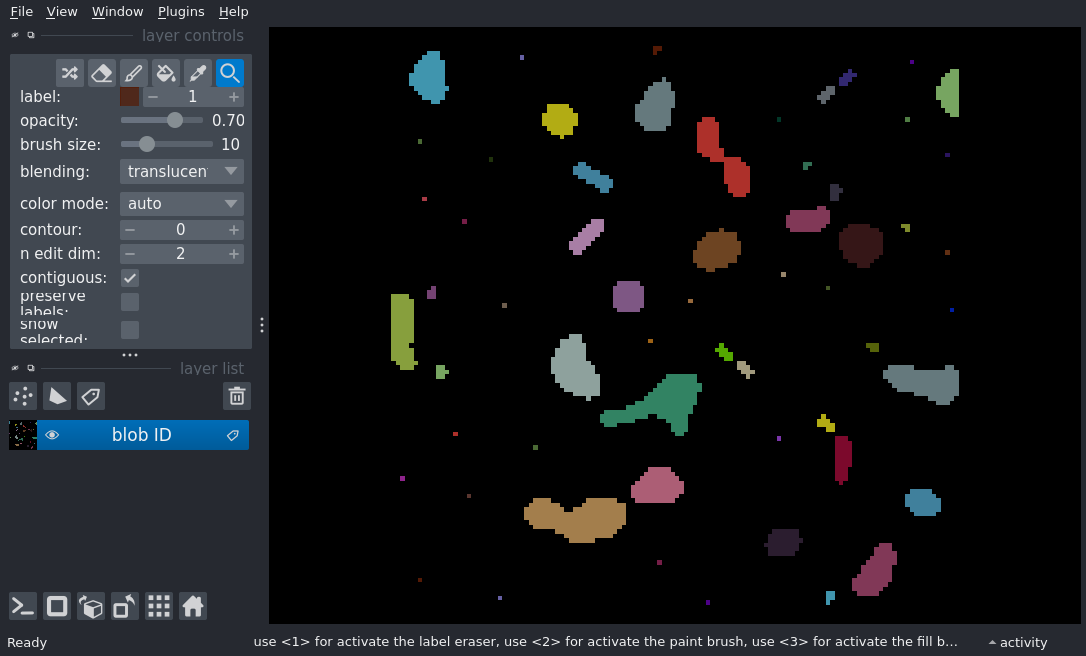 File View Window Plugins Help
layer controls
label: 1
opacity: 0.70
brush size: 10
blending: translucen
color mode: auto
contour: 0
n edit dim: 2
contiguous:
preserve
labels:
show
selected:
layer list
blob ID
Ready use <1> for activate the label eraser, use <2> for activate the paint brush, use <3> for activate the fill b... activity